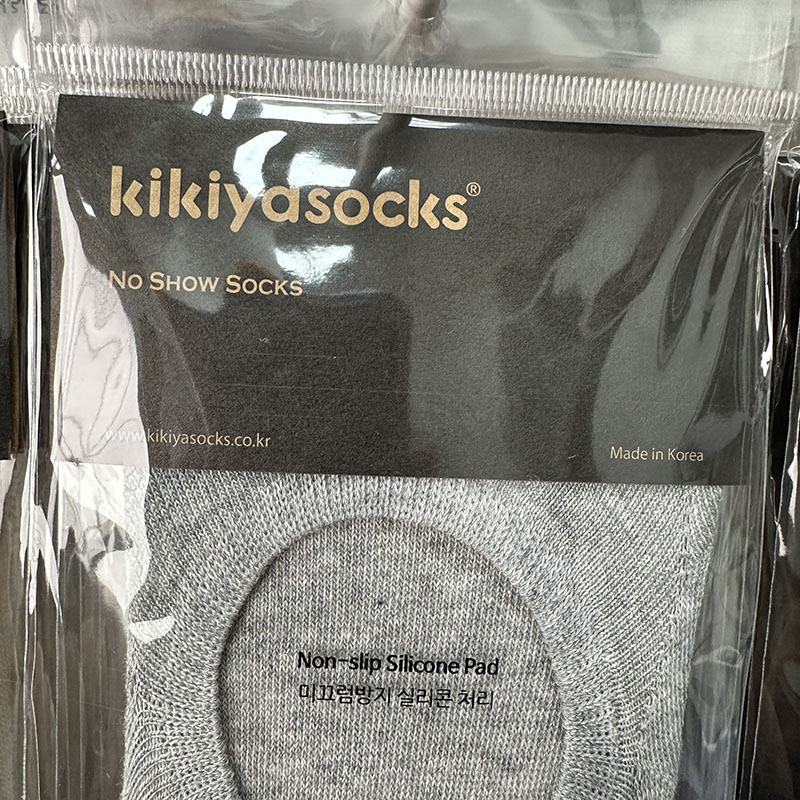 kikiyasocks®
No Show Socks
www.kikiyasocks.co.kr
Made in Korea
Non-slip Silicone Pad
미끄럼방지 실리콘 처리